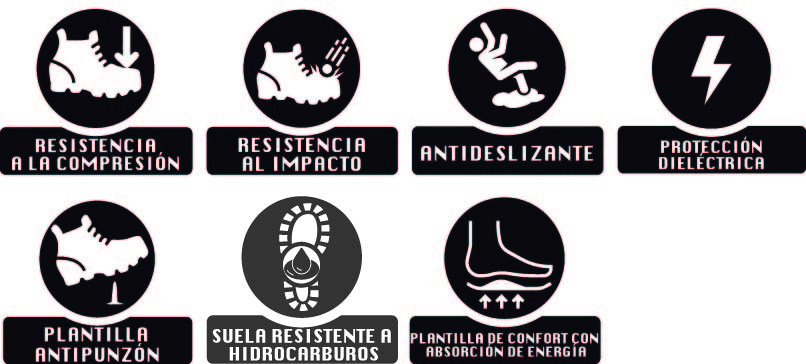 RESISTENCIA
A LA COMPRESIÓN
RESISTENCIA
AL IMPACTO
ANTIDESLIZANTE
PROTECCIÓN
DIELÉCTRICA
PLANTILLA
ANTIPUNZÓN
SUELA RESISTENTE A
HIDROCARBUROS
PLANTILLA DE CONFORT CON
ABSORCIÓN DE ENERGÍA